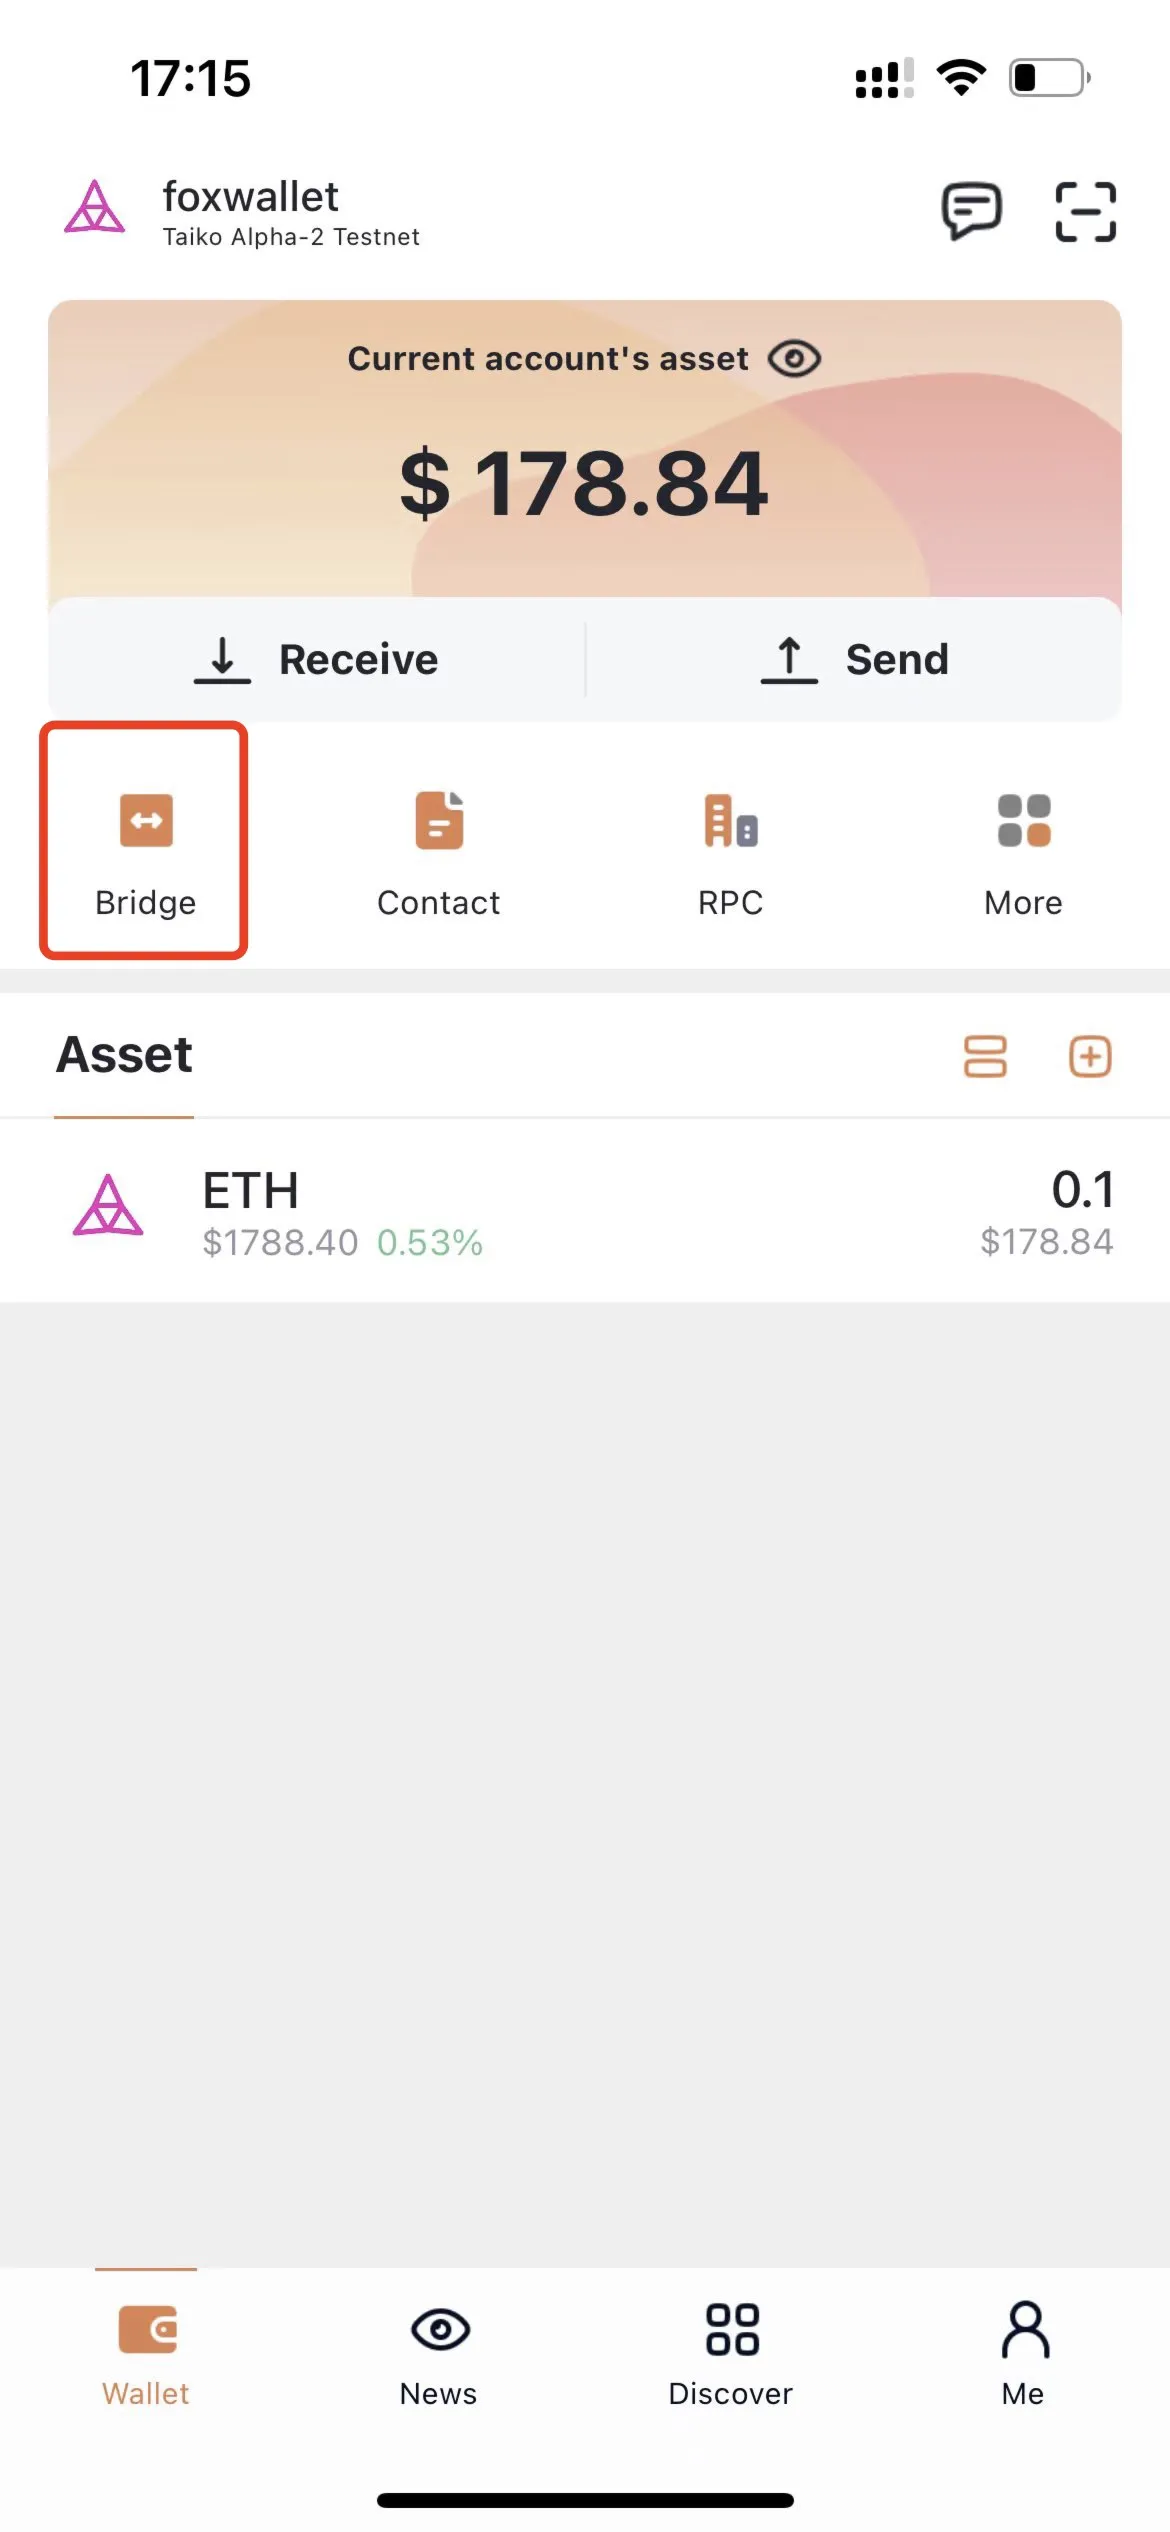 17:15
foxwallet
Taiko Alpha-2 Testnet
Current account's asset
$ 178.84
Receive
Send
Bridge
Contact
RPC
More
Asset
ETH
0.1
$1788.40 0.53%
$178.84
Wallet
News
Discover
Me